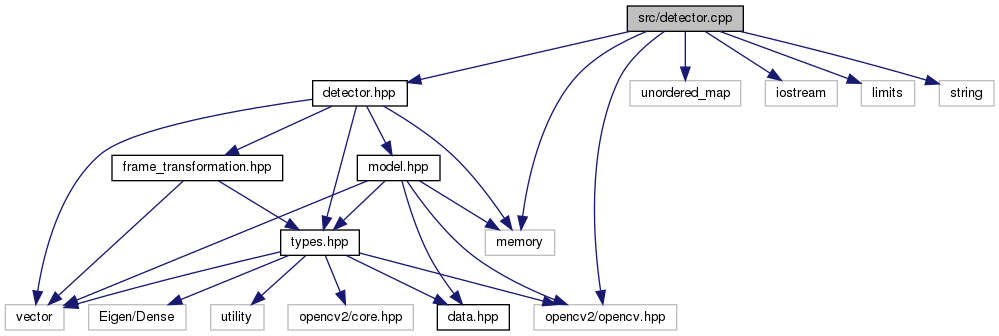 src/detector.cpp
detector.hpp
unordered_map
iostream
limits
string
frame_transformation.hpp
model.hpp
types.hpp
memory
vector
Eigen/Dense
utility
opencv2/core.hpp
data.hpp
opencv2/opencv.hpp